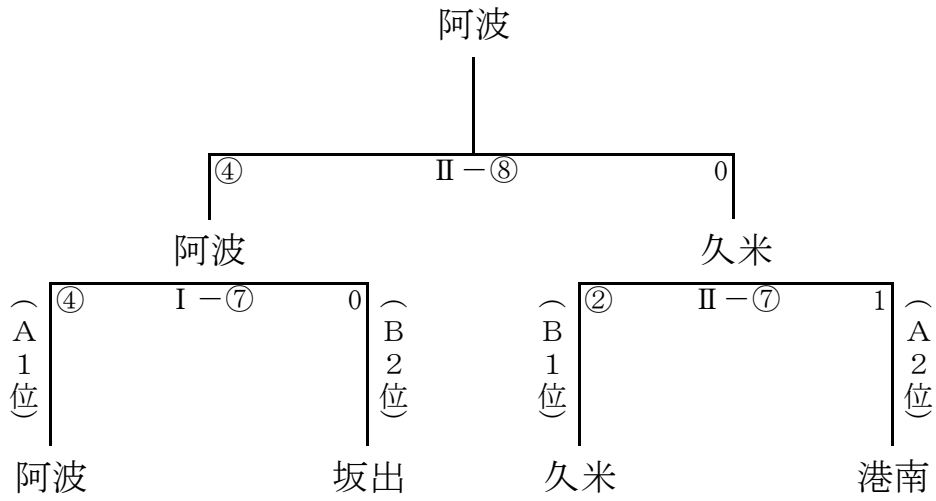 阿波
④ Ⅱ－⑧ 0
阿波 久米
④ Ⅰ－⑦ 0 ② Ⅱ－⑦ 1
（A1位） （B2位） （B1位） （A2位）
阿波 坂出 久米 港南